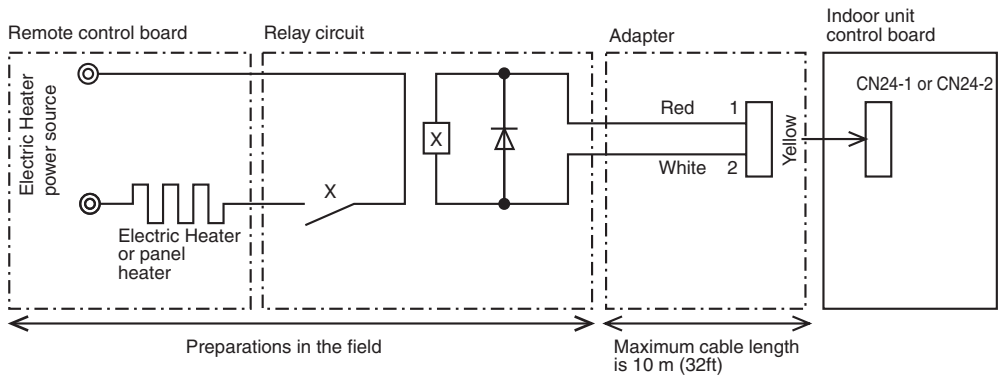 Remote control board
Relay circuit
Adapter
Indoor unit
control board
Electric Heater
power source
Electric Heater
or panel
heater
X
X
Red 1
White 2
Yellow
CN24-1 or CN24-2
Preparations in the field
Maximum cable length
is 10 m (32ft)